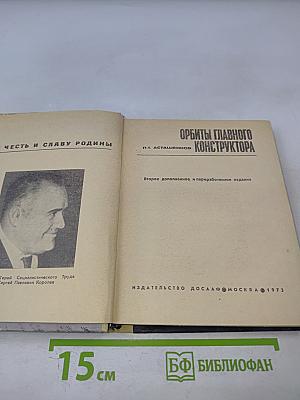 ЧЕСТЬ И СЛАВУ РОДИНЫ
Герой Социалистического Труда
Сергей Павлович Королев
П.Т. АСТАШЕНКОВ
ОРБИТЫ ГЛАВНОГО
КОНСТРУКТОРА
Второе дополненное и переработанное издание
ИЗДАТЕЛЬСТВО ДОСААФ МОСКВА 1973
15 см
БФ БИБЛИОФАН